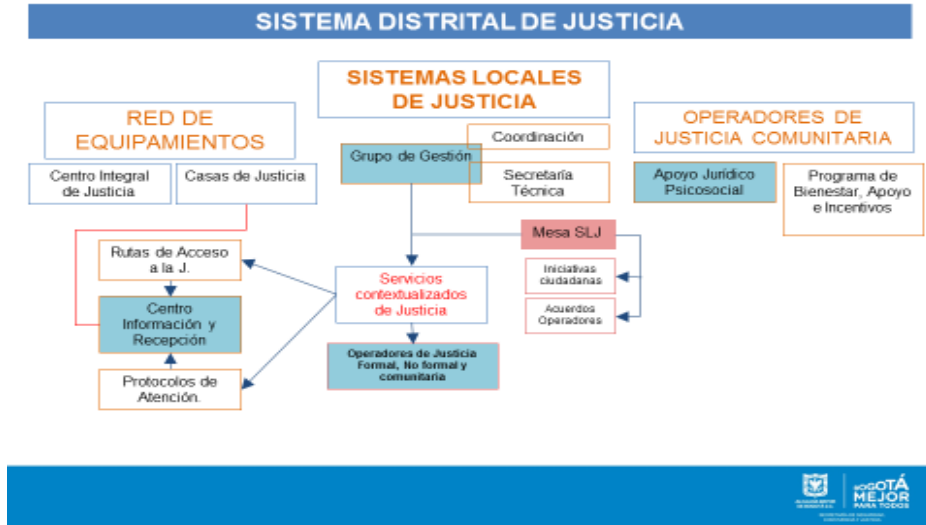 SISTEMA DISTRITAL DE JUSTICIA
SISTEMAS LOCALES
DE JUSTICIA
RED DE
EQUIPAMIENTOS
OPERADORES DE
JUSTICIA COMUNITARIA
Centro Integral
de Justicia
Casas de Justicia
Grupo de Gestión
Coordinación
Secretaría
Técnica
Apoyo Jurídico
Psicosocial
Programa de
Bienestar, Apoyo
e Incentivos
Mesa SLJ
Rutas de Acceso
a la J.
Servicios
contextualizados
de Justicia
Iniciativas
ciudadanas
Acuerdos
Operadores
Centro
Información y
Recepción
Operadores de Justicia
Formal, No formal y
comunitaria
Protocolos de
Atención.
BOGOTÁ
MEJOR
PARA TODOS